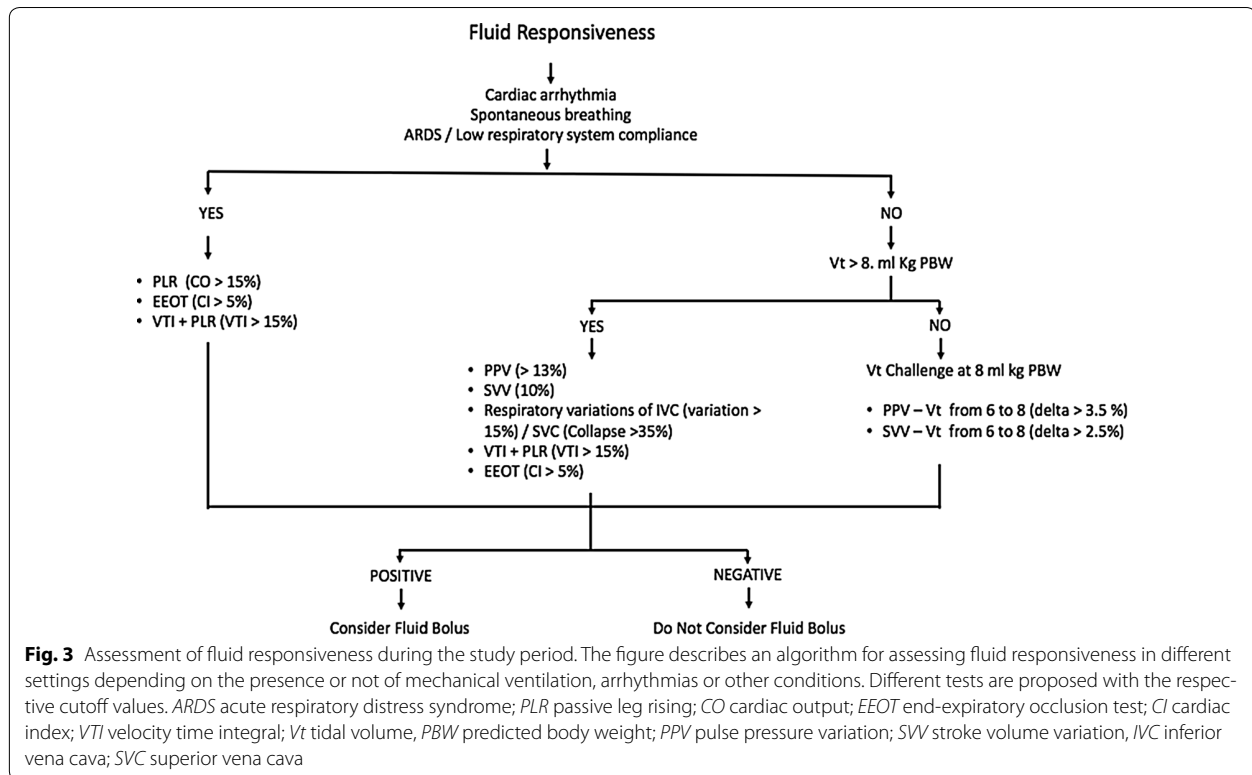 Fluid Responsiveness
Cardiac arrhythmia
Spontaneous breathing
ARDS / Low respiratory system compliance
YES
• PLR (CO > 15%)
• EEOT (CI > 5%)
• VTI + PLR (VTI > 15%)
NO
Vt > 8. ml Kg PBW
YES
• PPV (> 13%)
• SVV (10%)
• Respiratory variations of IVC (variation >
15%) / SVC (Collapse >35%)
• VTI + PLR (VTI > 15%)
• EEOT (CI > 5%)
NO
Vt Challenge at 8 ml kg PBW
• PPV – Vt from 6 to 8 (delta > 3.5 %)
• SVV – Vt from 6 to 8 (delta > 2.5%)
POSITIVE
Consider Fluid Bolus
NEGATIVE
Do Not Consider Fluid Bolus
Fig. 3 Assessment of fluid responsiveness during the study period. The figure describes an algorithm for assessing fluid responsiveness in different
settings depending on the presence or not of mechanical ventilation, arrhythmias or other conditions. Different tests are proposed with the respec-
tive cutoff values. ARDS acute respiratory distress syndrome; PLR passive leg rising; CO cardiac output; EEOT end-expiratory occlusion test; CI cardiac
index; VTI velocity time integral; Vt tidal volume, PBW predicted body weight; PPV pulse pressure variation; SVV stroke volume variation, IVC inferior
vena cava; SVC superior vena cava